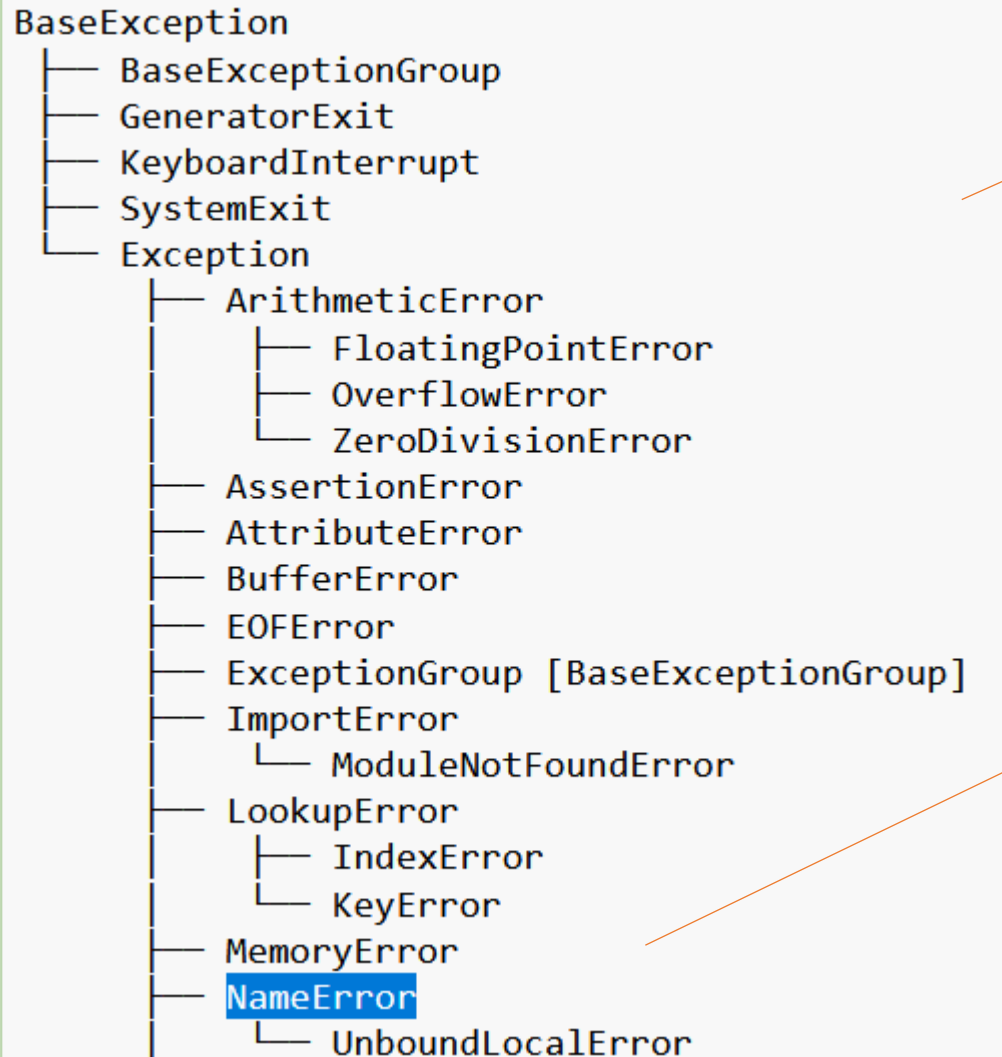 BaseException
├── BaseExceptionGroup
├── GeneratorExit
├── KeyboardInterrupt
├── SystemExit
└── Exception
     ├── ArithmeticError
     │    ├── FloatingPointError
     │    ├── OverflowError
     │    └── ZeroDivisionError
     ├── AssertionError
     ├── AttributeError
     ├── BufferError
     ├── EOFError
     ├── ExceptionGroup [BaseExceptionGroup]
     ├── ImportError
     │    └── ModuleNotFoundError
     ├── LookupError
     │    ├── IndexError
     │    └── KeyError
     ├── MemoryError
     ├── NameError
     │    └── UnboundLocalError